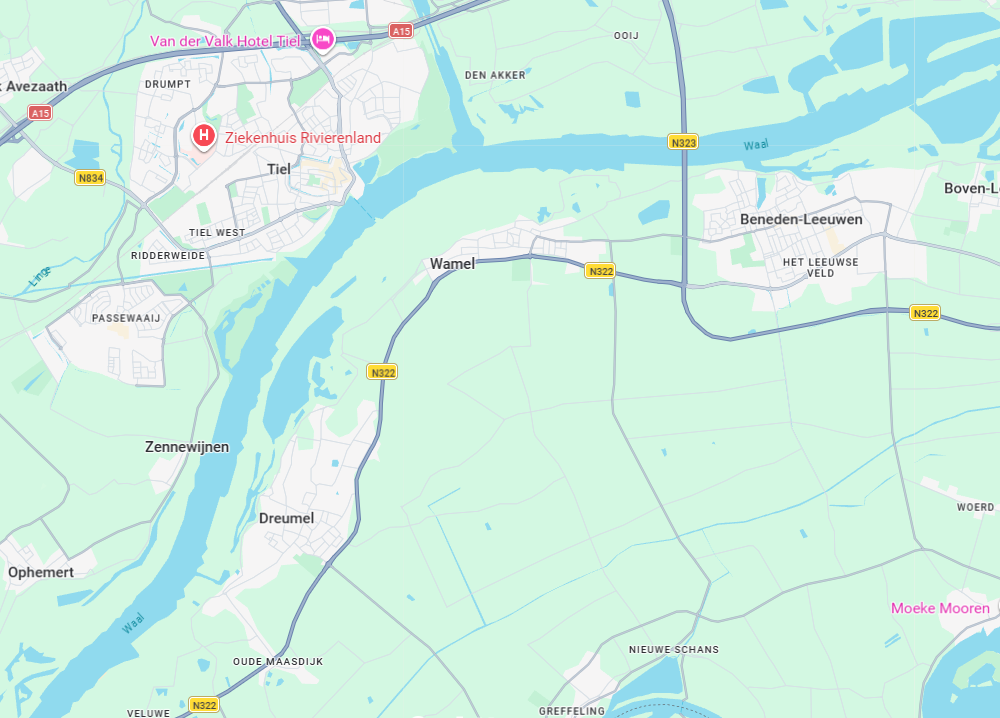 Van der Valk Hotel Tiel
A15
OOIJ
DEN AKKER
k Avezaath
DRUMPT
A15
H
Ziekenhuis Rivierenland
N323
Waal
Tiel
N834
Boven-L
Beneden-Leeuwen
TIEL WEST
RIDDERWEIDE
Wamel
HET LEEUWSE
VELD
Linge
N322
N322
PASSEWAAIJ
N322
Zennewijnen
Dreumel
WOERD
Ophemert
Moeke Mooren
Waal
NIEUWE SCHANS
OUDE MAASDIJK
N322
VELUWE
GREFFELING